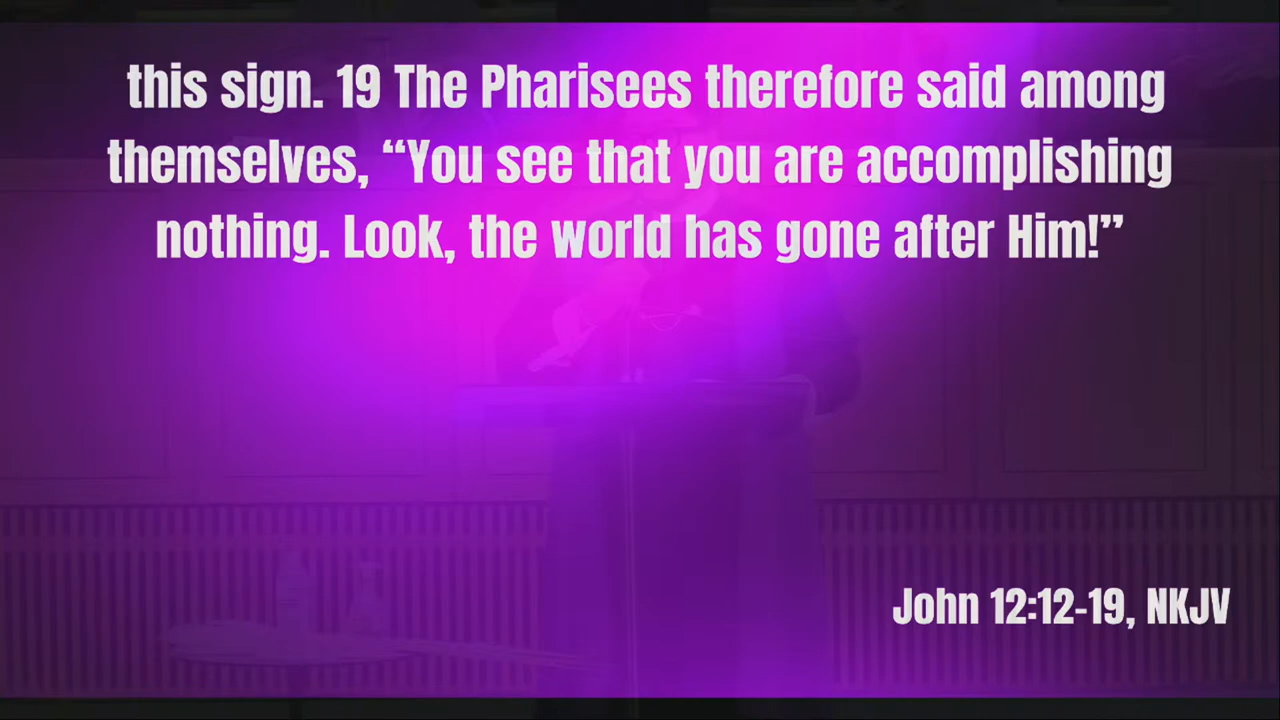 this sign. 19 The Pharisees therefore said among
themselves, “You see that you are accomplishing
nothing. Look, the world has gone after Him!”
John 12:12-19, NKJV